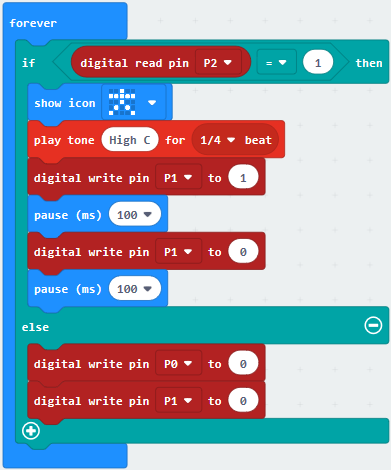 forever
if digital read pin P2 = 1 then
show icon
play tone High C for 1/4 beat
digital write pin P1 to 1
pause (ms) 100
digital write pin P1 to 0
pause (ms) 100
else
digital write pin P0 to 0
digital write pin P1 to 0